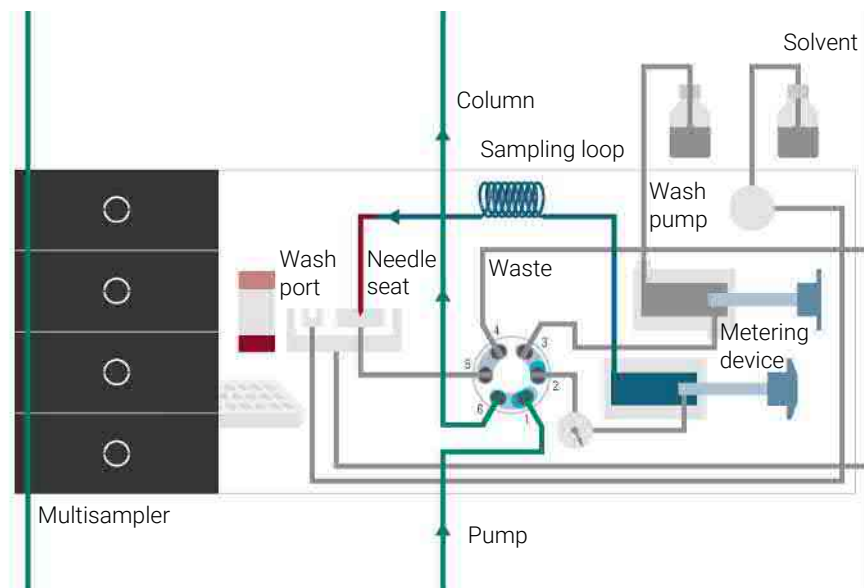 Solvent
Column
Sampling loop
Wash
pump
Wash
port
Needle
seat
Waste
Metering
device
4
3
5
2
6
1
Multisampler
Pump